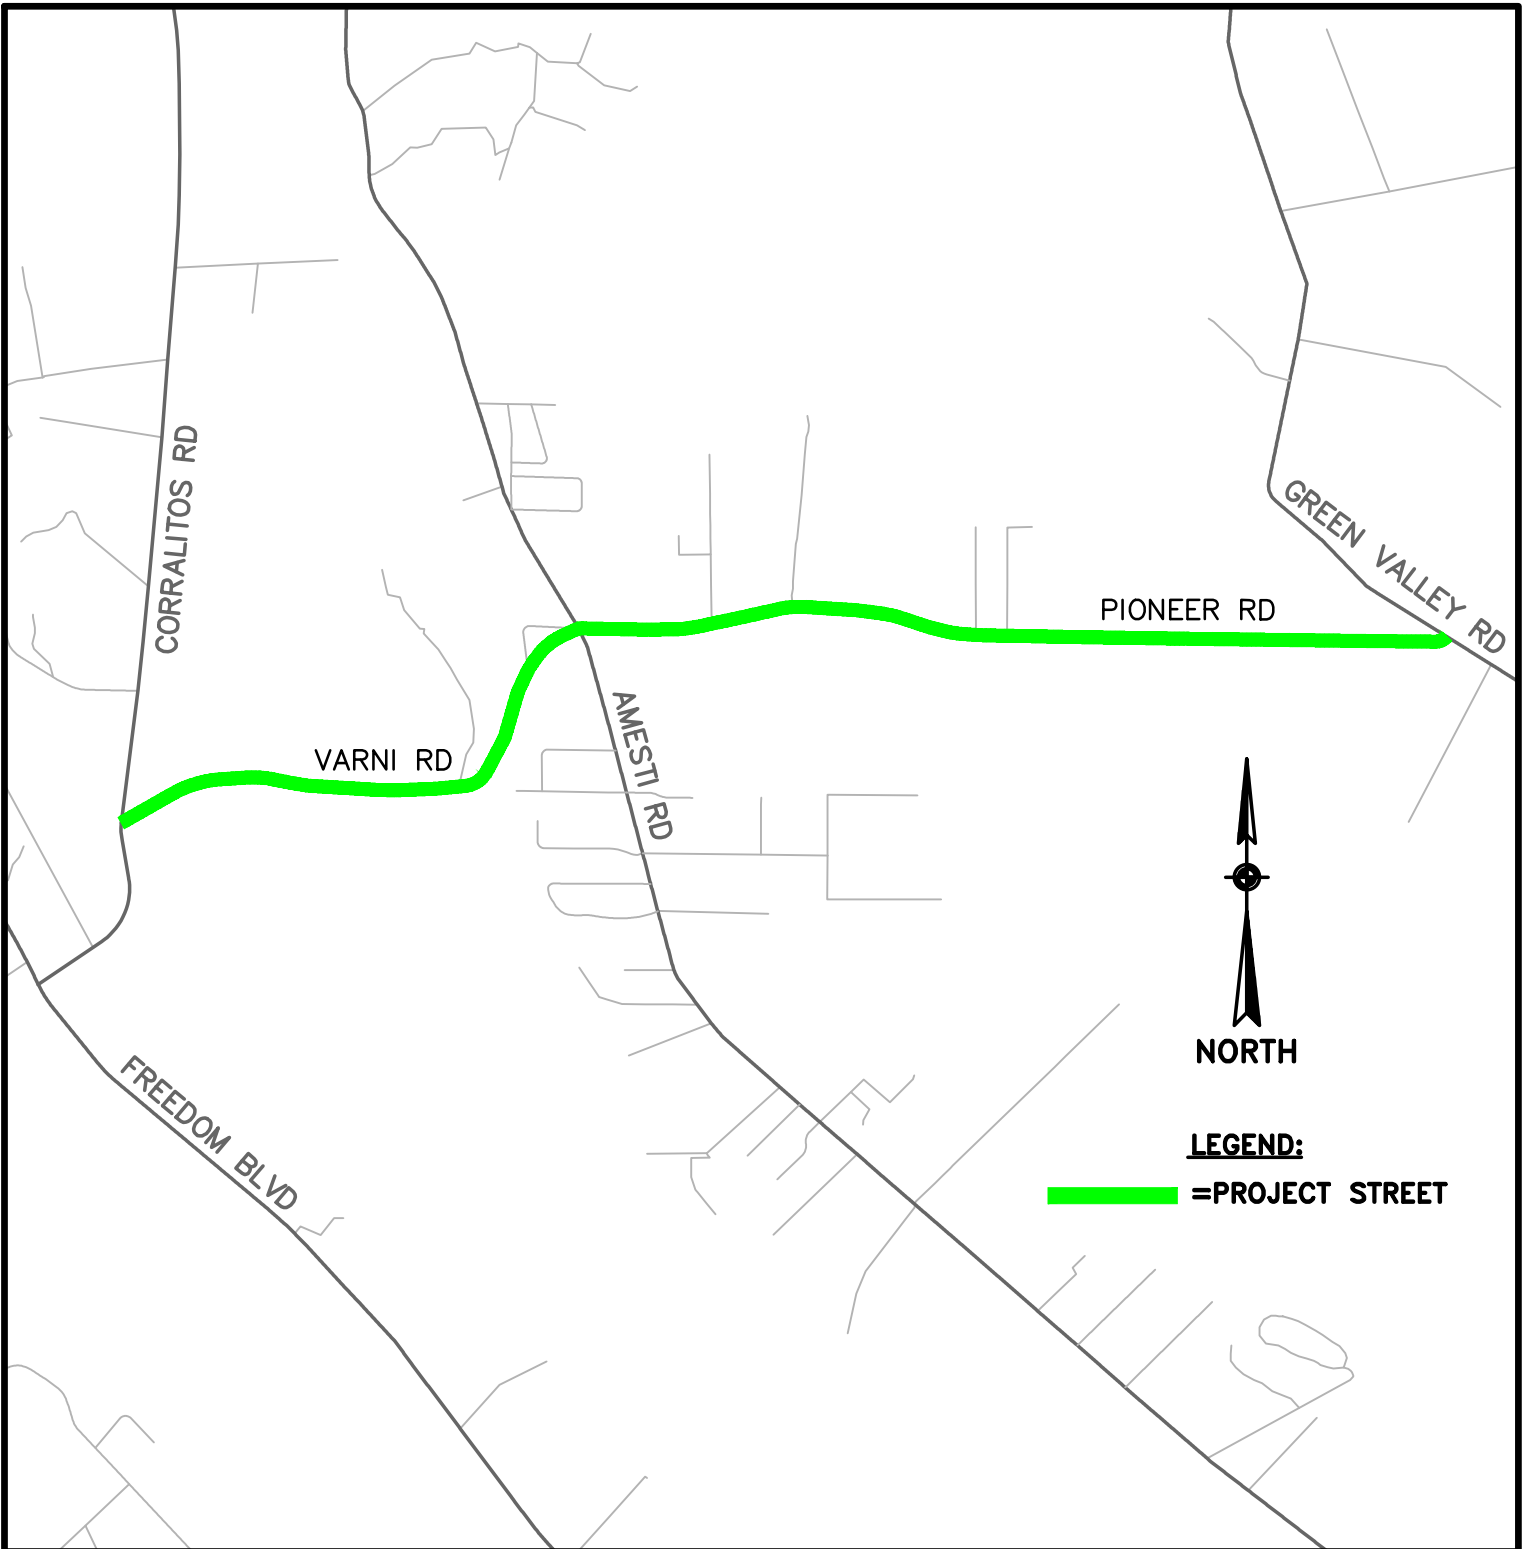 CORRALITOS RD
GREEN VALLEY RD
PIONEER RD
VARNI RD
AMESTI RD
NORTH
FREEDOM BLVD
LEGEND:
=PROJECT STREET